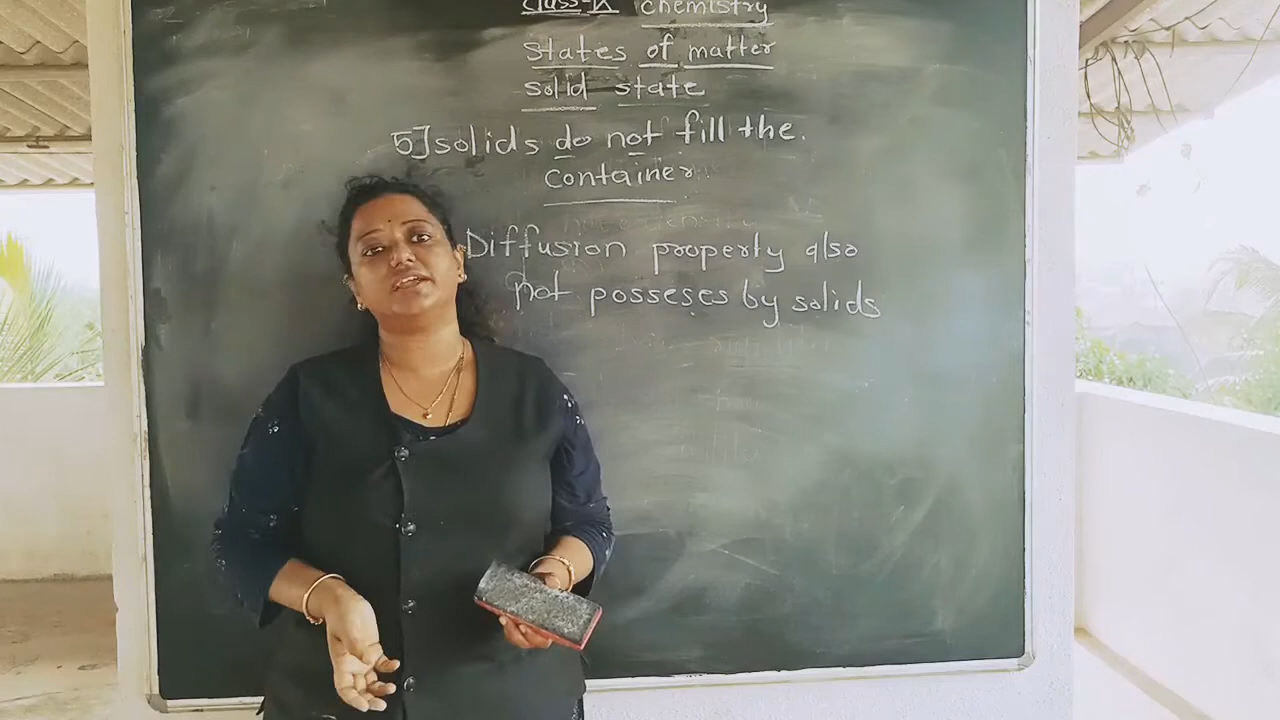 class-IX chemistry
States of matter
solid state
5] solids do not fill the.
Container
Diffusion property also
not posseses by solids